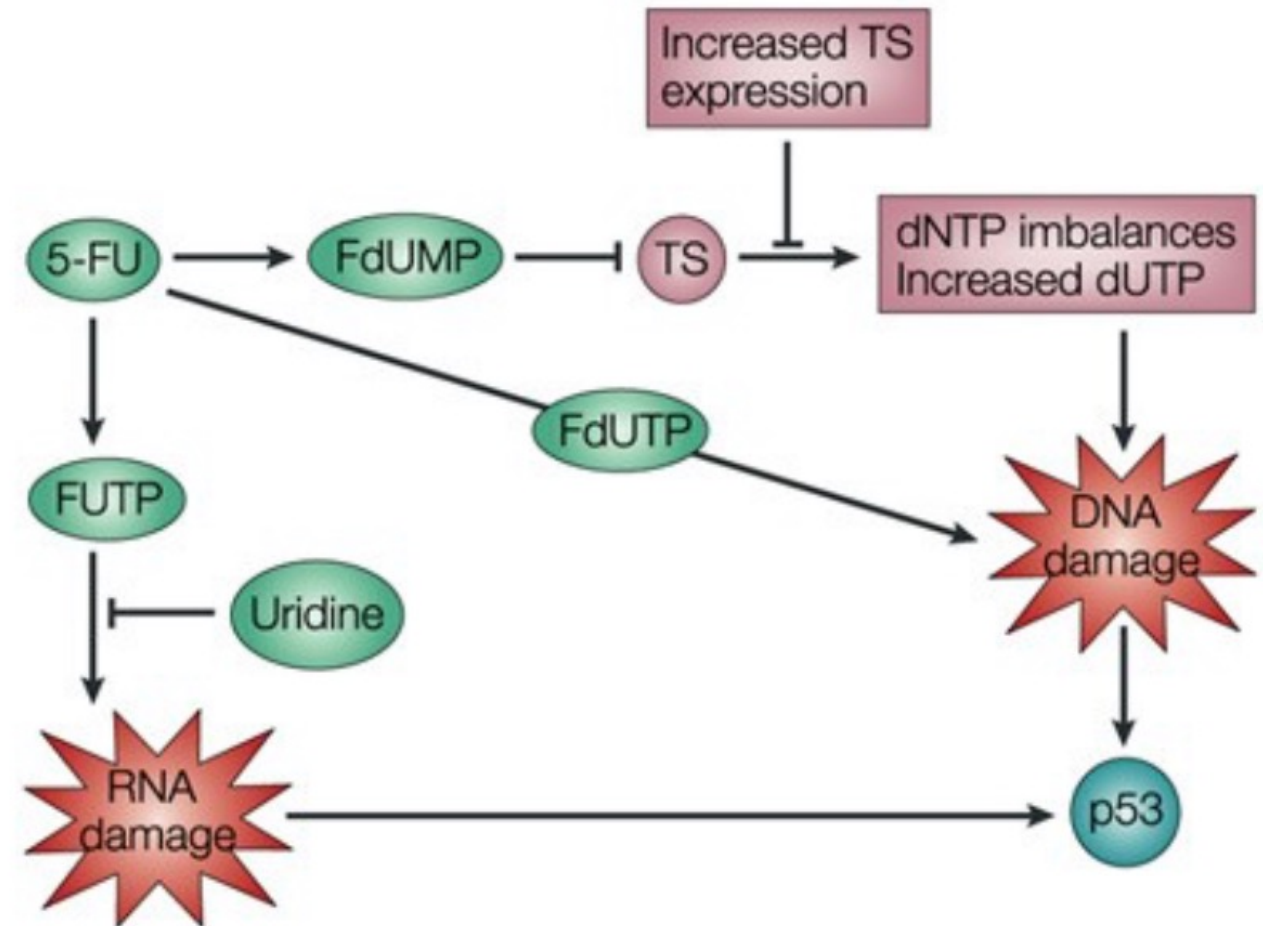 Increased TS
expression
5-FU
FdUMP
TS
dNTP imbalances
Increased dUTP
FdUTP
FUTP
DNA
damage
Uridine
RNA
damage
p53